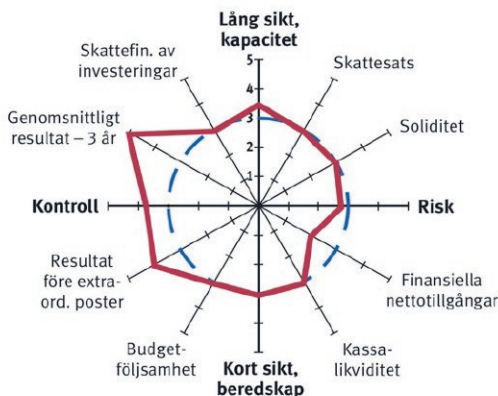 Lång sikt,
kapacitet
Skattefin. av
investeringar
Skattesats
5
4
3
2
1
0
Genomsnittligt
resultat – 3 år
Soliditet
Kontroll
Risk
Resultat
före extra-
ord. poster
Finansiella
nettotillgångar
Budget-
följsamhet
Kassa-
likviditet
Kort sikt,
beredskap